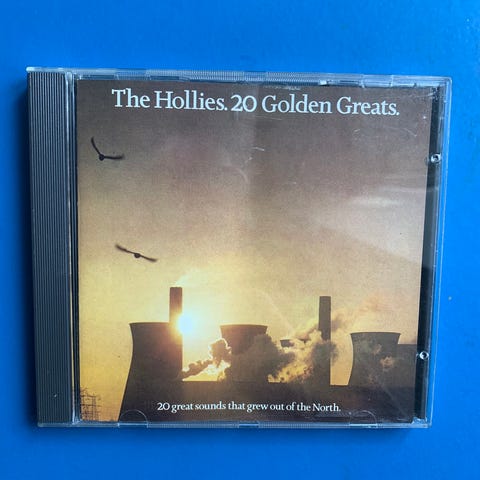 The Hollies. 20 Golden Greats.
20 great sounds that grew out of the North.